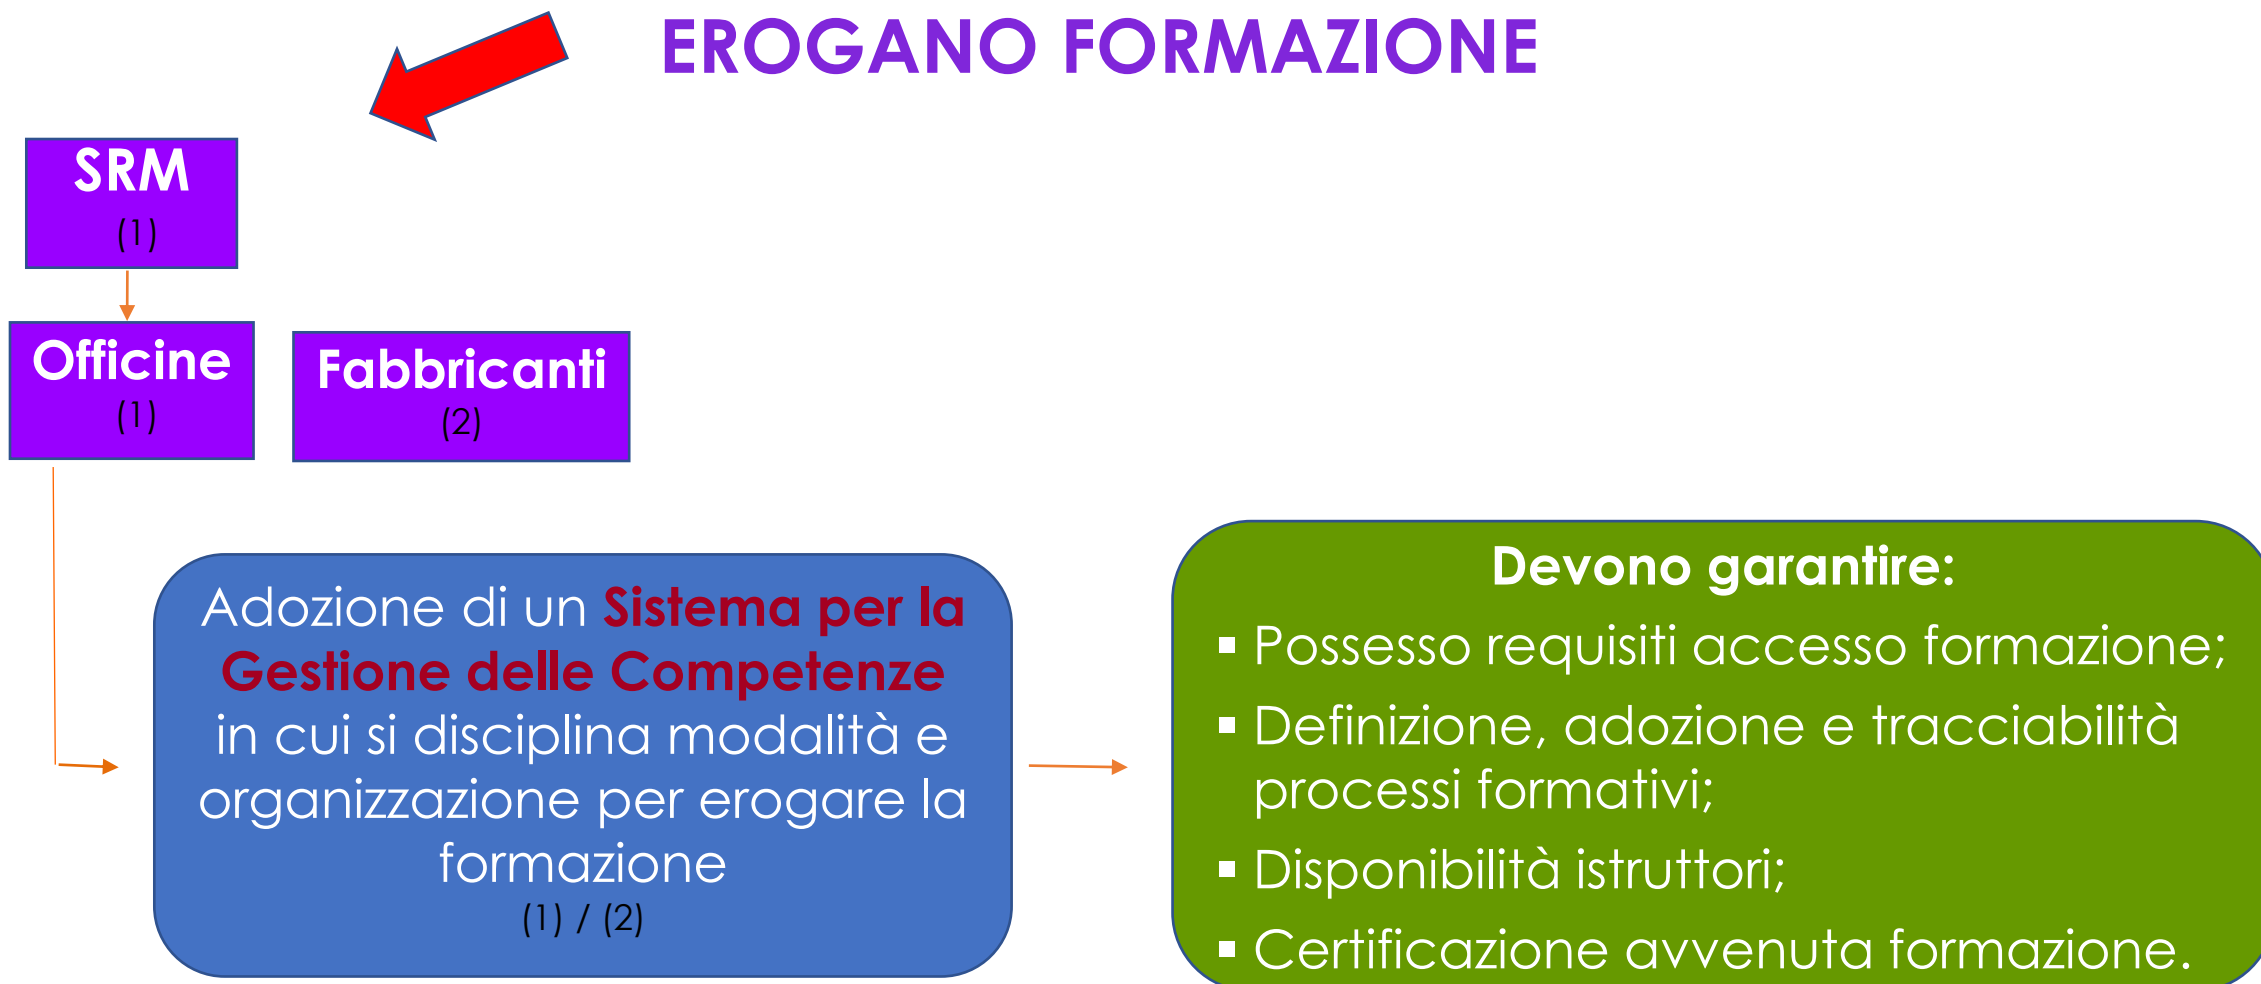 EROGANO FORMAZIONE
SRM
(1)
Officine
(1)
Fabbricanti
(2)
Adozione di un Sistema per la
Gestione delle Competenze
in cui si disciplina modalità e
organizzazione per erogare la
formazione
(1) / (2)
Devono garantire:
▪ Possesso requisiti accesso formazione;
▪ Definizione, adozione e tracciabilità
processi formativi;
▪ Disponibilità istruttori;
▪ Certificazione avvenuta formazione.